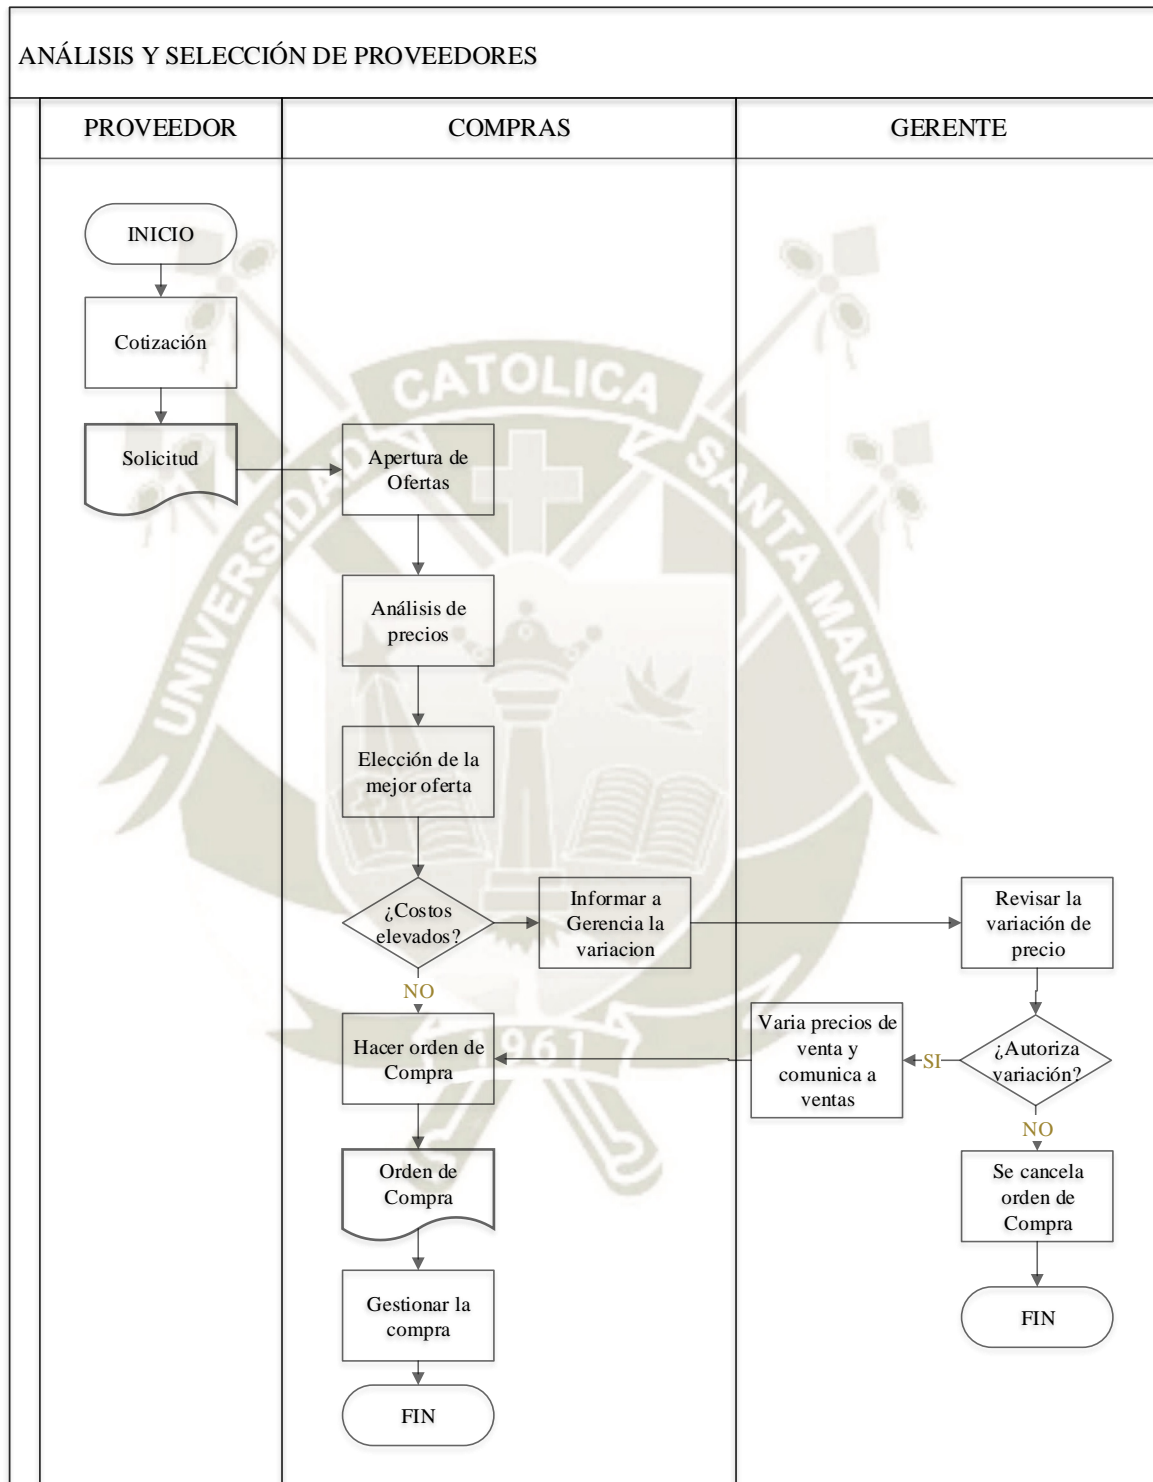 ANÁLISIS Y SELECCIÓN DE PROVEEDORES
PROVEEDOR
COMPRAS
GERENTE
INICIO
Cotización
Solicitud
Apertura de
Ofertas
Análisis de
precios
Elección de la
mejor oferta
¿Costos
elevados?
Informar a
Gerencia la
variacion
Revisar la
variación de
precio
NO
Hacer orden de
Compra
Varia precios de
venta y
comunica a
ventas
SI
¿Autoriza
variación?
NO
Orden de
Compra
Se cancela
orden de
Compra
Gestionar la
compra
FIN
FIN
UNIVERSIDAD CATOLICA SANTA MARIA
1961